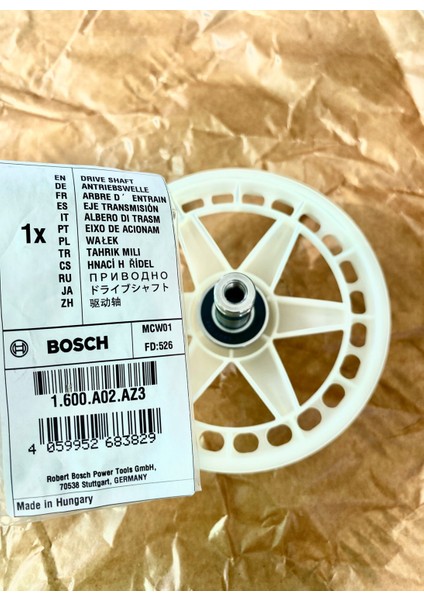 1x
EN DRIVE SHAFT
DE ANTRIEBSWELLE
FR ARBRE D' ENTRAIN
ES EJE TRANSMISIÓN
IT ALBERO DI TRASM
PT EIXO DE ACIONAM
PL WAŁEK
TR TAHRIK MILI
CS HNACÍ H ŘÍDEL
RU ПРИВОДНО
JA ドライブシャフト
ZH 驱动轴
BOSCH
MCW01
FD:526
1.600.A02.AZ3
4 059952 683829
Robert Bosch Power Tools GmbH,
70538 Stuttgart, GERMANY
Made in Hungary